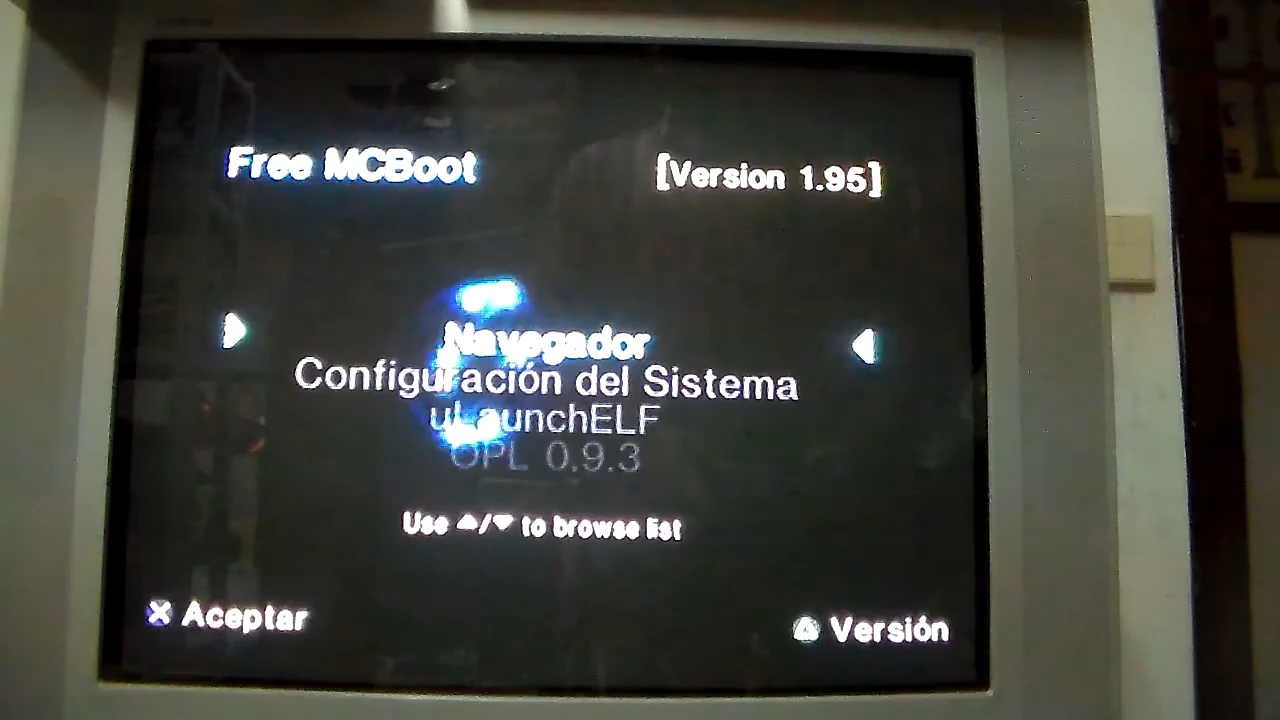 Free MCBoot
[Version 1.95]
Navegador
Configuración del Sistema
uLaunchELF
OPL 0.9.3
Use ▲/▼ to browse list
Aceptar
Versión